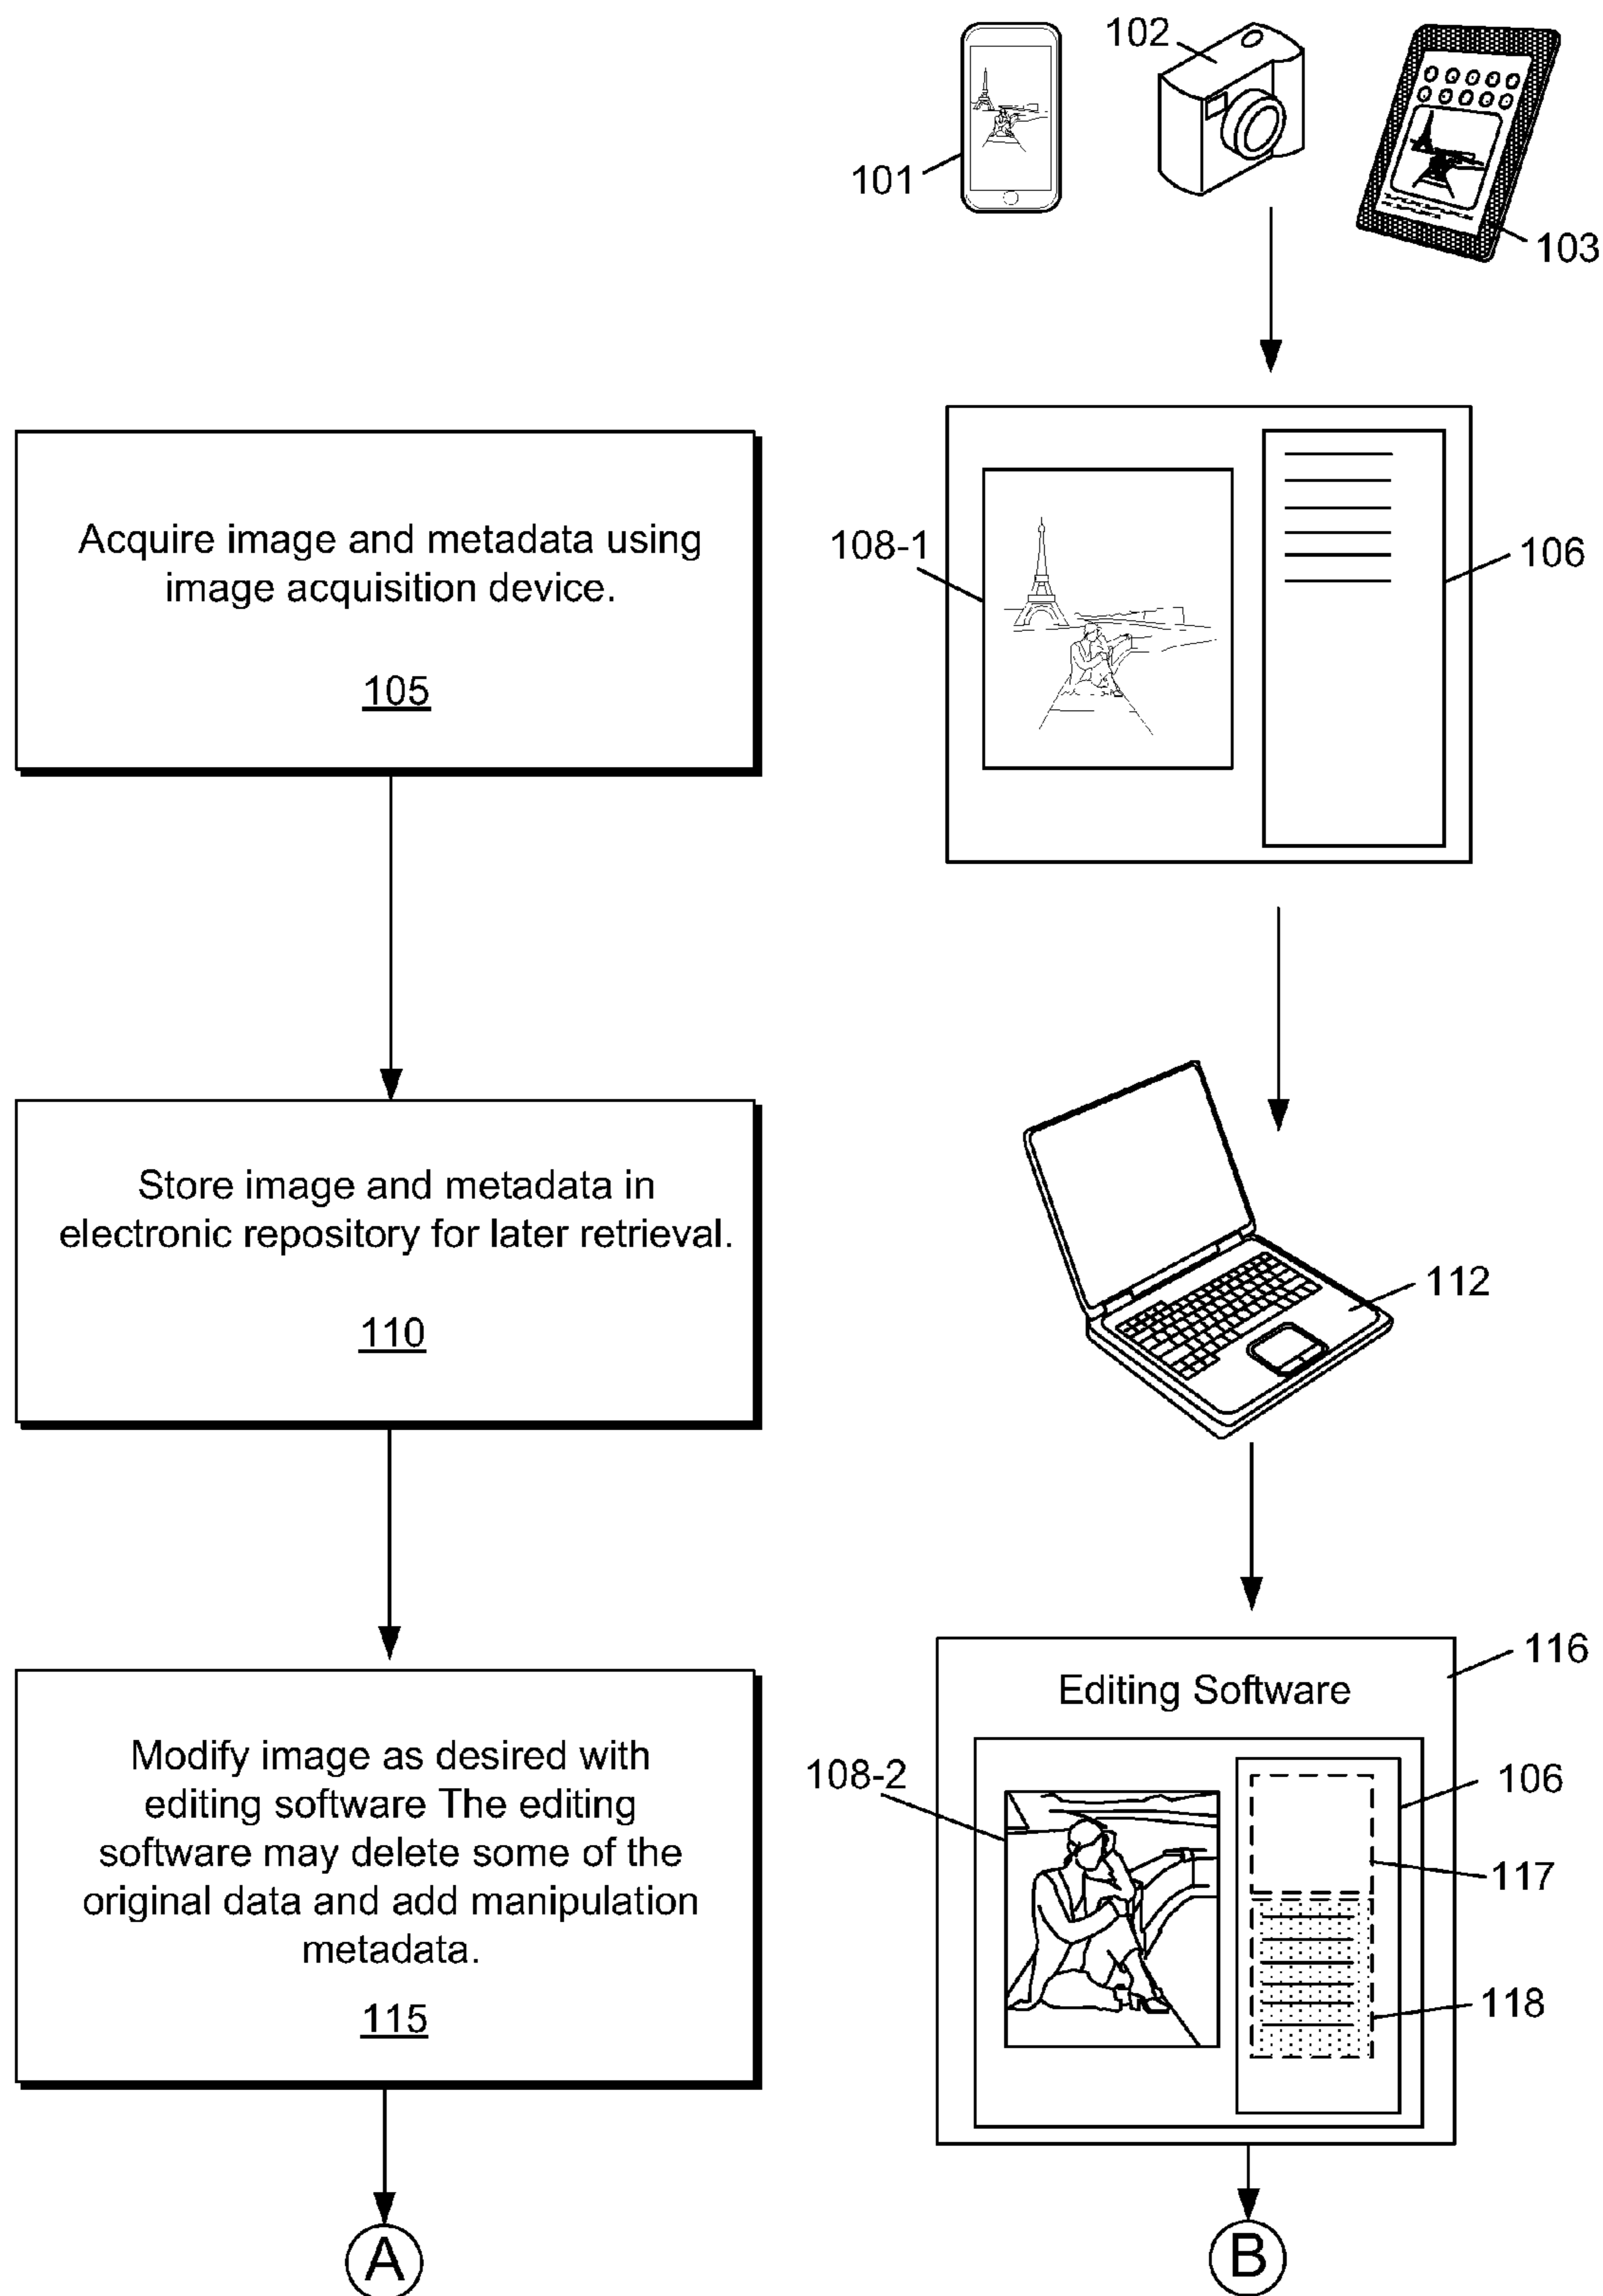 102
101
103
Acquire image and metadata using
image acquisition device.
105
108-1
106
Store image and metadata in
electronic repository for later retrieval.
110
112
Modify image as desired with
editing software The editing
software may delete some of the
original data and add manipulation
metadata.
115
116
Editing Software
108-2
106
117
118
A
B